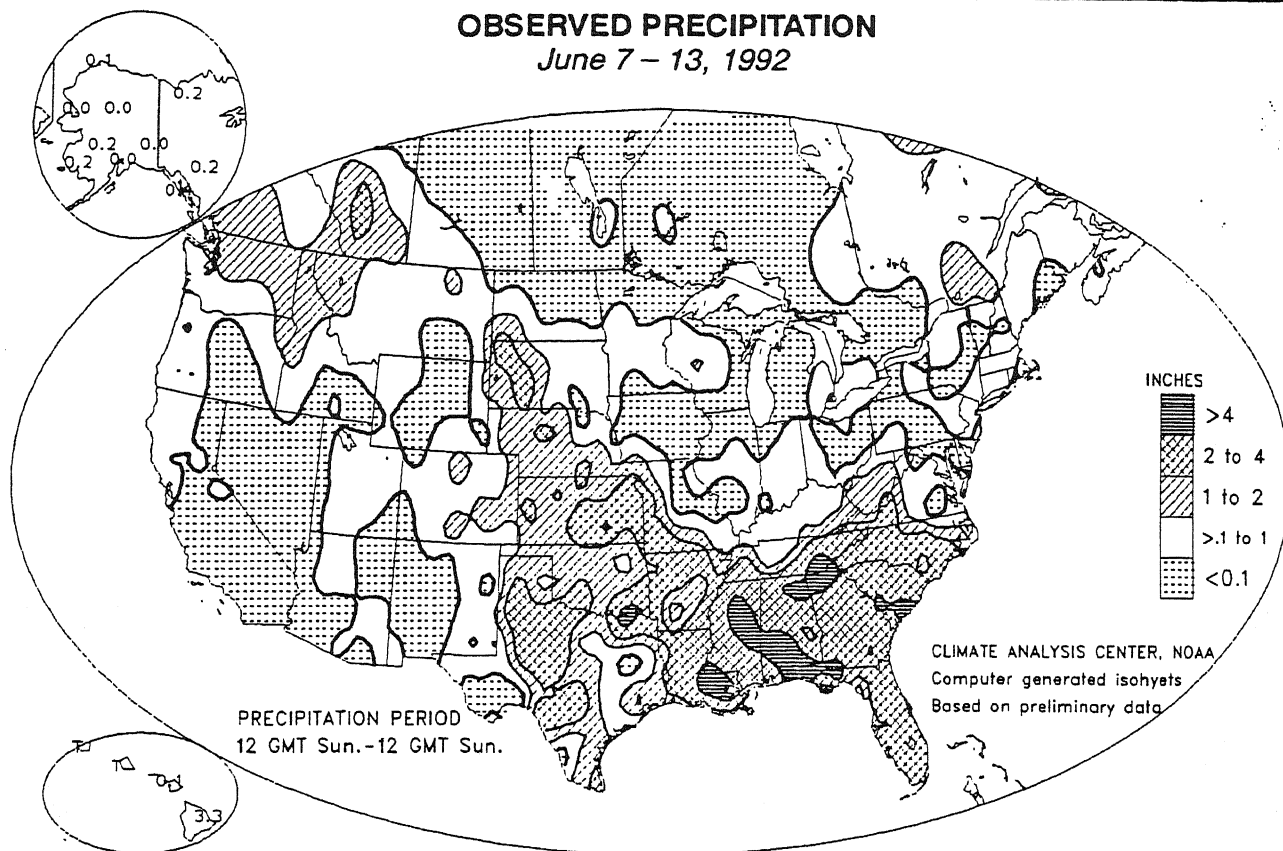 OBSERVED PRECIPITATION
June 7 – 13, 1992
0.1
0.2
0.0
0.2 0.0
0.2 0.0
0.2
INCHES
>4
2 to 4
1 to 2
>.1 to 1
<0.1
CLIMATE ANALYSIS CENTER, NOAA
Computer generated isohyets
Based on preliminary data
PRECIPITATION PERIOD
12 GMT Sun.-12 GMT Sun.
T
T
3.3